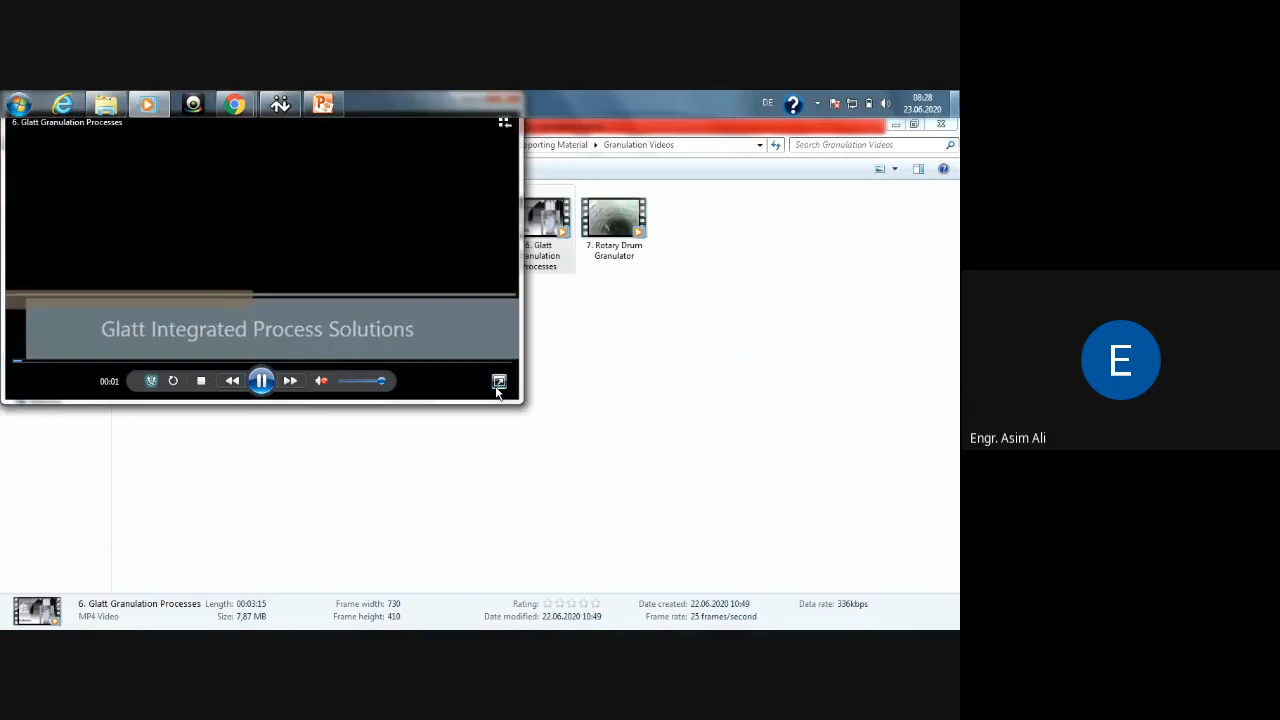 DE
08:28
23.06.2020
6. Glatt Granulation Processes
pporting Material
Granulation Videos
Search Granulation Videos
6. Glatt
anulation
rocesses
7. Rotary Drum
Granulator
Glatt Integrated Process Solutions
00:01
E
Engr. Asim Ali
6. Glatt Granulation Processes
MP4 Video
Length: 00:03:15
Size: 7,87 MB
Frame width: 730
Frame height: 410
Rating:
Date modified: 22.06.2020 10:49
Date created: 22.06.2020 10:49
Frame rate: 25 frames/second
Data rate: 336kbps